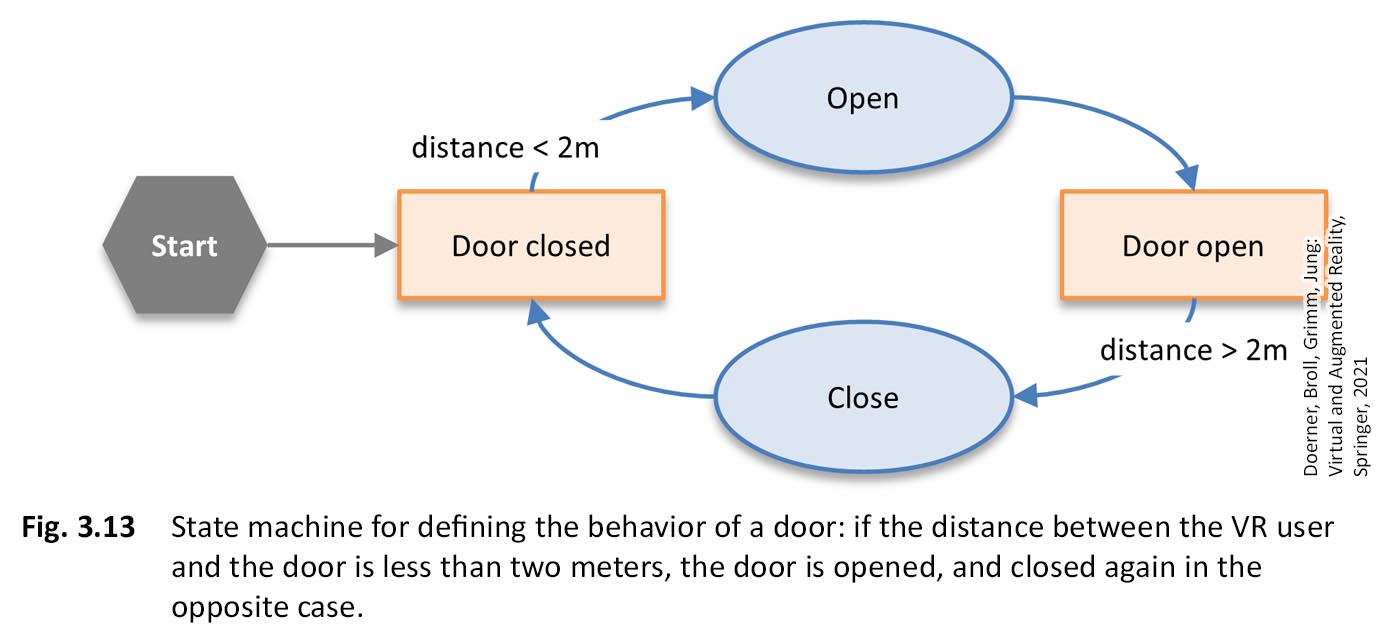 Open
distance < 2m
Start
Door closed
Door open
distance > 2m
Close
Doerner, Broll, Grimm, Jung:
Virtual and Augmented Reality,
Springer, 2021
Fig. 3.13 State machine for defining the behavior of a door: if the distance between the VR user
and the door is less than two meters, the door is opened, and closed again in the
opposite case.